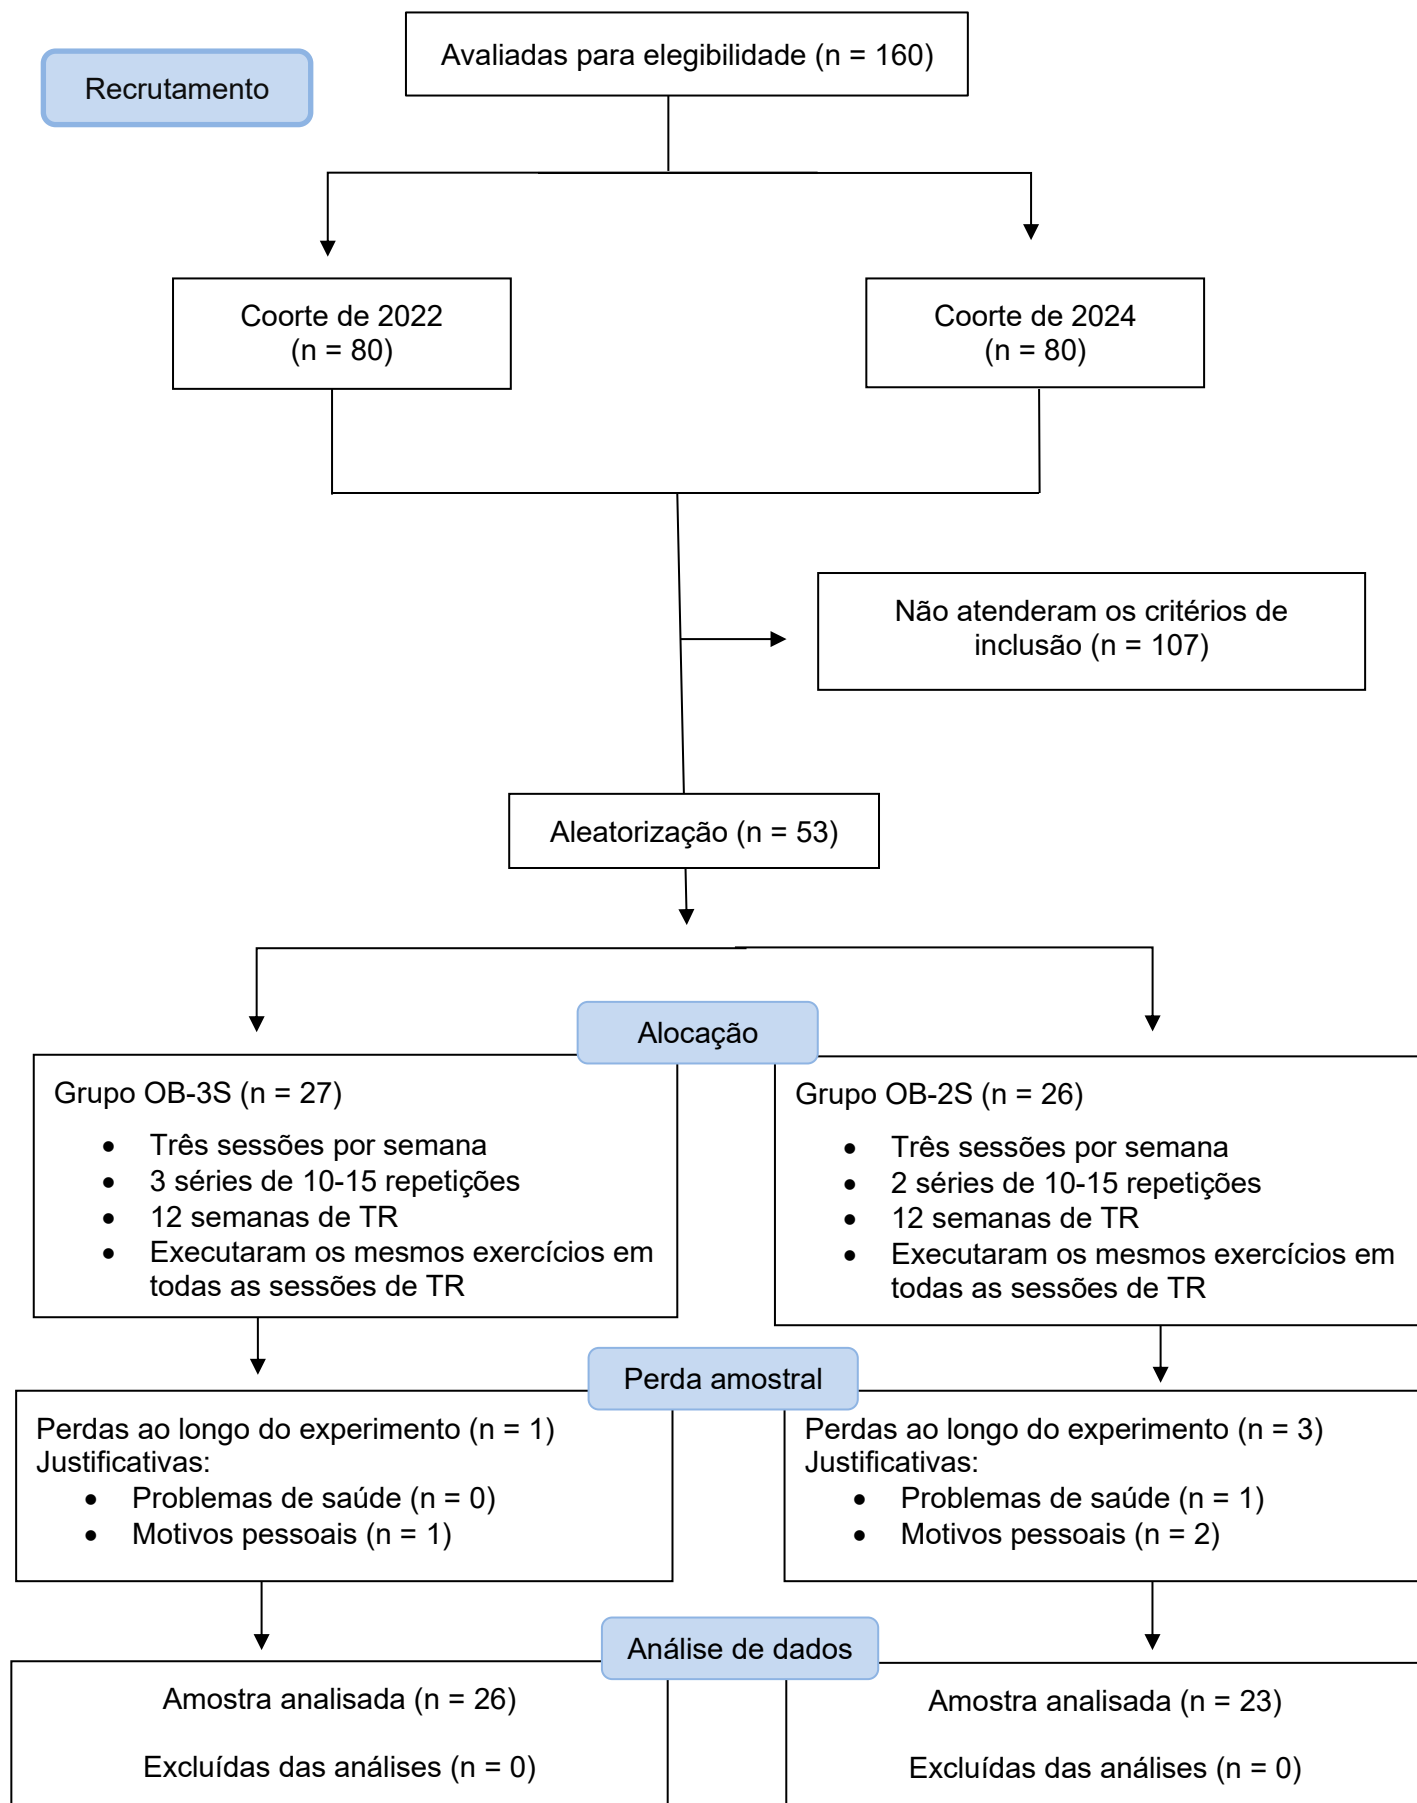 Avaliadas para elegibilidade (n = 160)
Recrutamento
Coorte de 2022
(n = 80)
Coorte de 2024
(n = 80)
Não atenderam os critérios de
inclusão (n = 107)
Aleatorização (n = 53)
Alocação
Grupo OB-3S (n = 27)
• Três sessões por semana
• 3 séries de 10-15 repetições
• 12 semanas de TR
• Executaram os mesmos exercícios em
todas as sessões de TR
Grupo OB-2S (n = 26)
• Três sessões por semana
• 2 séries de 10-15 repetições
• 12 semanas de TR
• Executaram os mesmos exercícios em
todas as sessões de TR
Perda amostral
Perdas ao longo do experimento (n = 1)
Justificativas:
• Problemas de saúde (n = 0)
• Motivos pessoais (n = 1)
Perdas ao longo do experimento (n = 3)
Justificativas:
• Problemas de saúde (n = 1)
• Motivos pessoais (n = 2)
Análise de dados
Amostra analisada (n = 26)
Excluídas das análises (n = 0)
Amostra analisada (n = 23)
Excluídas das análises (n = 0)